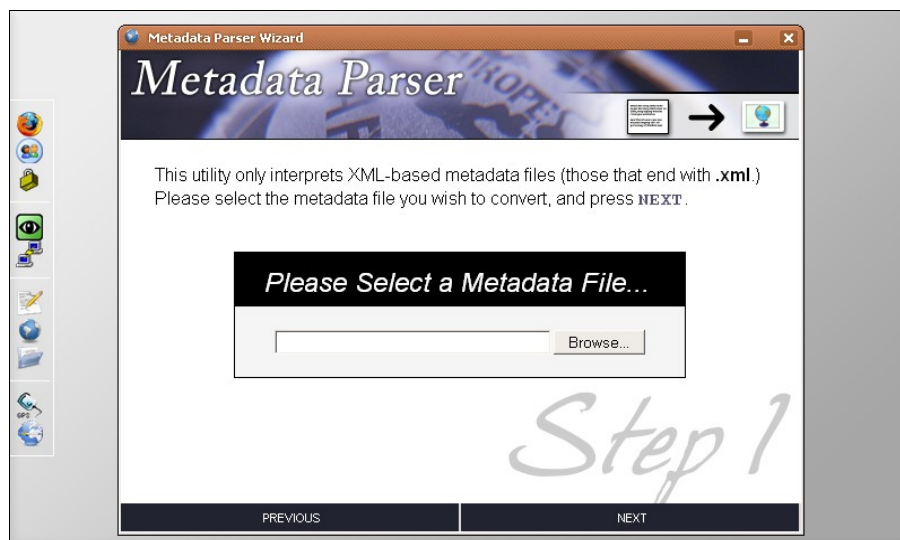 Metadata Parser Wizard
Metadata Parser
This utility only interprets XML-based metadata files (those that end with .xml.)
Please select the metadata file you wish to convert, and press NEXT.
Please Select a Metadata File...
Browse...
GPS
Step 1
PREVIOUS
NEXT